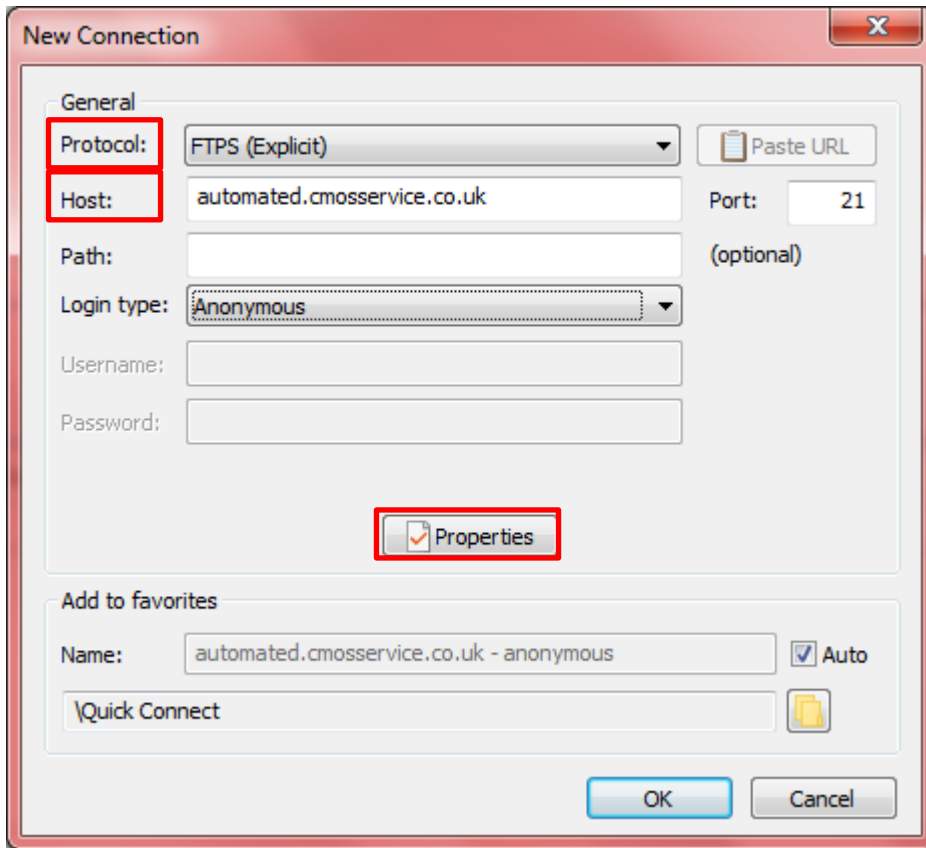 New Connection
General
Protocol: FTPS (Explicit) Paste URL
Host: automated.cmosservice.co.uk Port: 21
Path: (optional)
Login type: Anonymous
Username:
Password:
Properties
Add to favorites
Name: automated.cmosservice.co.uk - anonymous Auto
\Quick Connect
OK Cancel